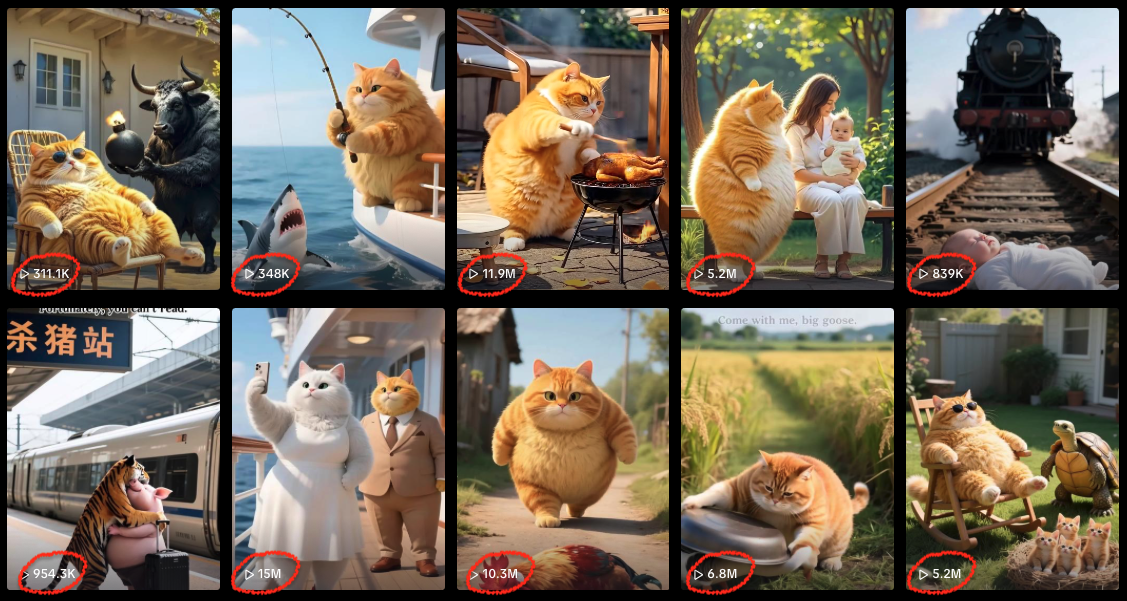 311.1K
348K
11.9M
5.2M
839K
Fortunately, you can't read.
杀猪站
954.3K
15M
10.3M
Come with me, big goose.
6.8M
5.2M